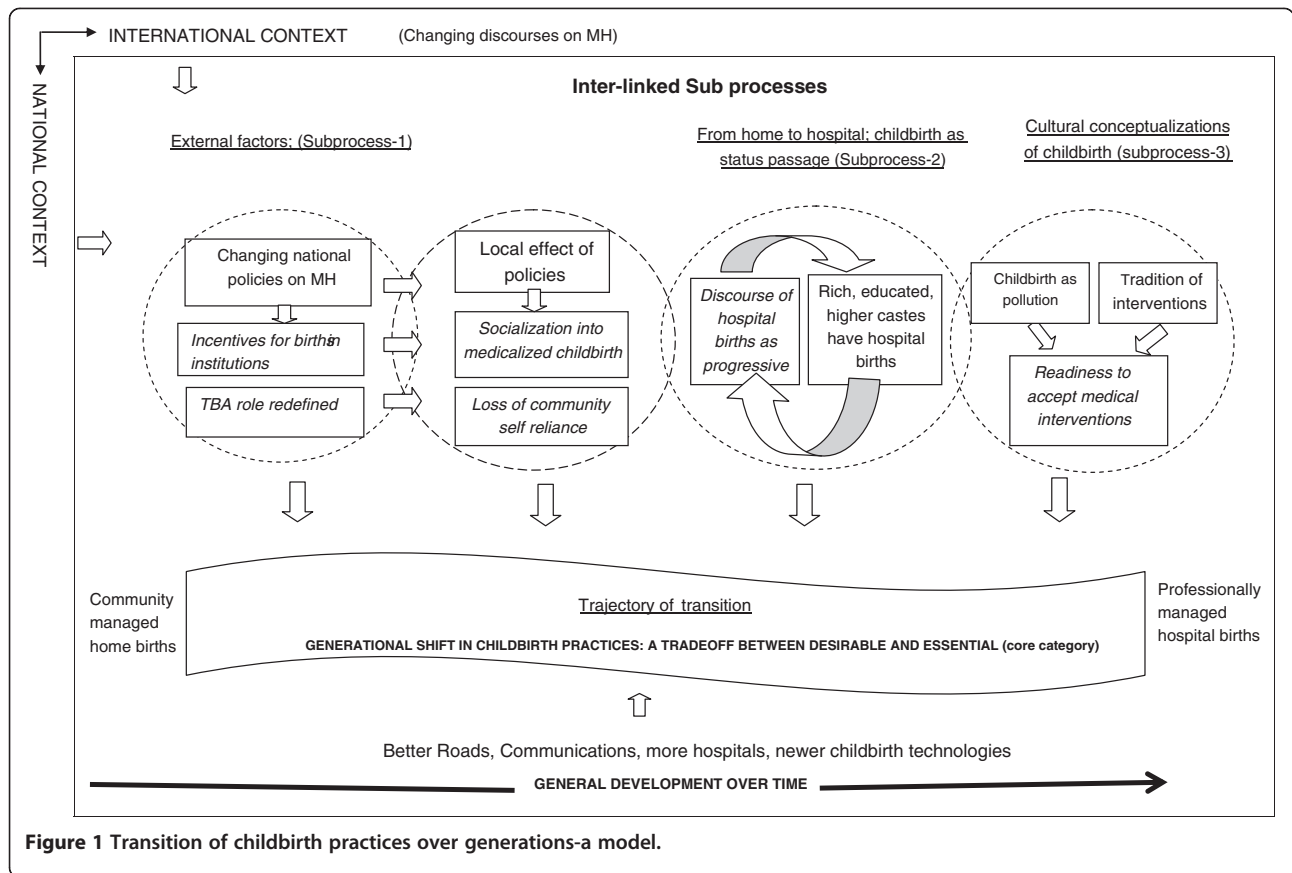 INTERNATIONAL CONTEXT (Changing discourses on MH)
NATIONAL CONTEXT
Inter-linked Sub processes
External factors; (Subprocess-1)
From home to hospital; childbirth as
status passage (Subprocess-2)
Cultural conceptualizations
of childbirth (subprocess-3)
Changing national
policies on MH
Incentives for births in
institutions
TBA role redefined
Local effect of
policies
Socialization into
medicalized childbirth
Loss of community
self reliance
Discourse of
hospital
births as
progressive
Rich, educated,
higher castes
have hospital
births
Childbirth as
pollution
Tradition of
interventions
Readiness to
accept medical
interventions
Community
managed
home births
Trajectory of transition
GENERATIONAL SHIFT IN CHILDBIRTH PRACTICES: A TRADEOFF BETWEEN DESIRABLE AND ESSENTIAL (core category)
Professionally
managed
hospital births
Better Roads, Communications, more hospitals, newer childbirth technologies
GENERAL DEVELOPMENT OVER TIME
Figure 1 Transition of childbirth practices over generations-a model.